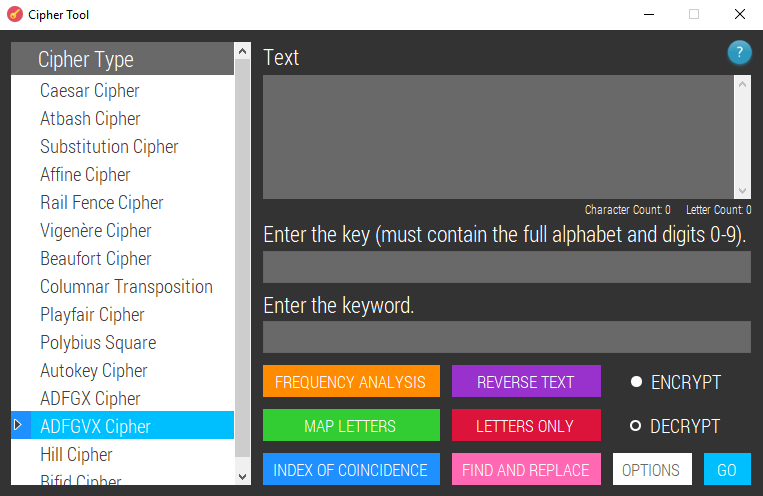 Cipher Tool
Cipher Type
Caesar Cipher
Atbash Cipher
Substitution Cipher
Affine Cipher
Rail Fence Cipher
Vigenère Cipher
Beaufort Cipher
Columnar Transposition
Playfair Cipher
Polybius Square
Autokey Cipher
ADFGX Cipher
ADFGVX Cipher
Hill Cipher
Bifid Cipher
Text
?
Character Count: 0 Letter Count: 0
Enter the key (must contain the full alphabet and digits 0-9).
Enter the keyword.
FREQUENCY ANALYSIS REVERSE TEXT ENCRYPT
MAP LETTERS LETTERS ONLY DECRYPT
INDEX OF COINCIDENCE FIND AND REPLACE OPTIONS GO